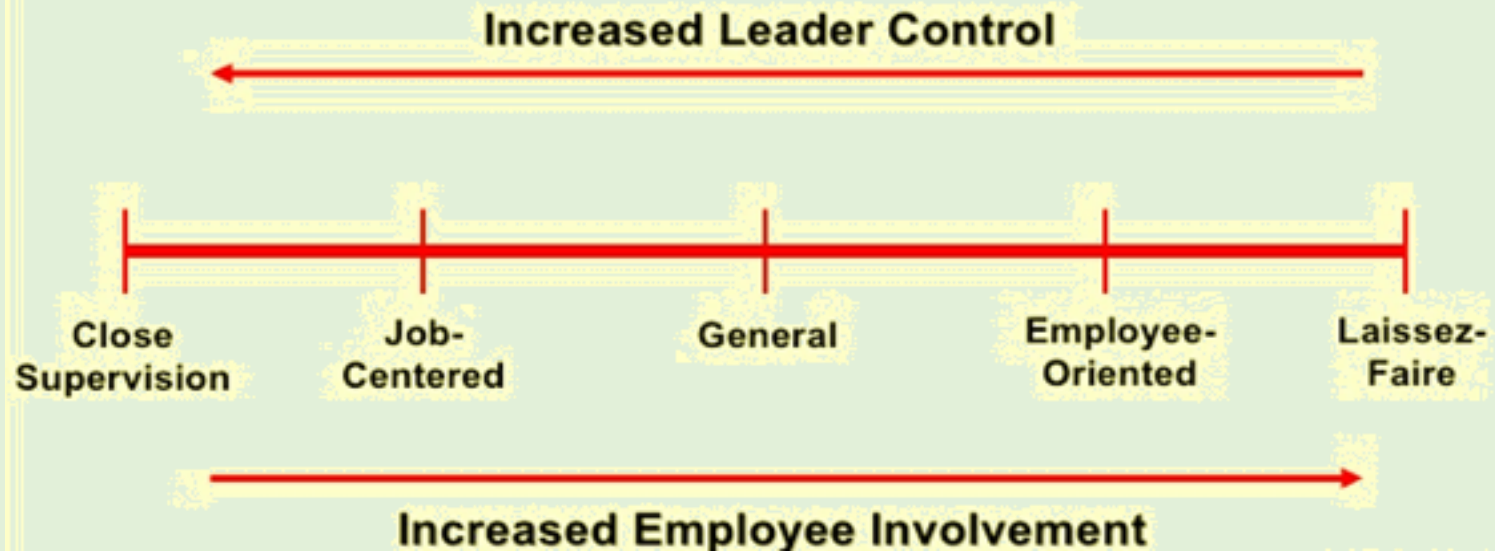 Increased Leader Control
Close
Supervision
Job-
Centered
General
Employee-
Oriented
Laissez-
Faire
Increased Employee Involvement